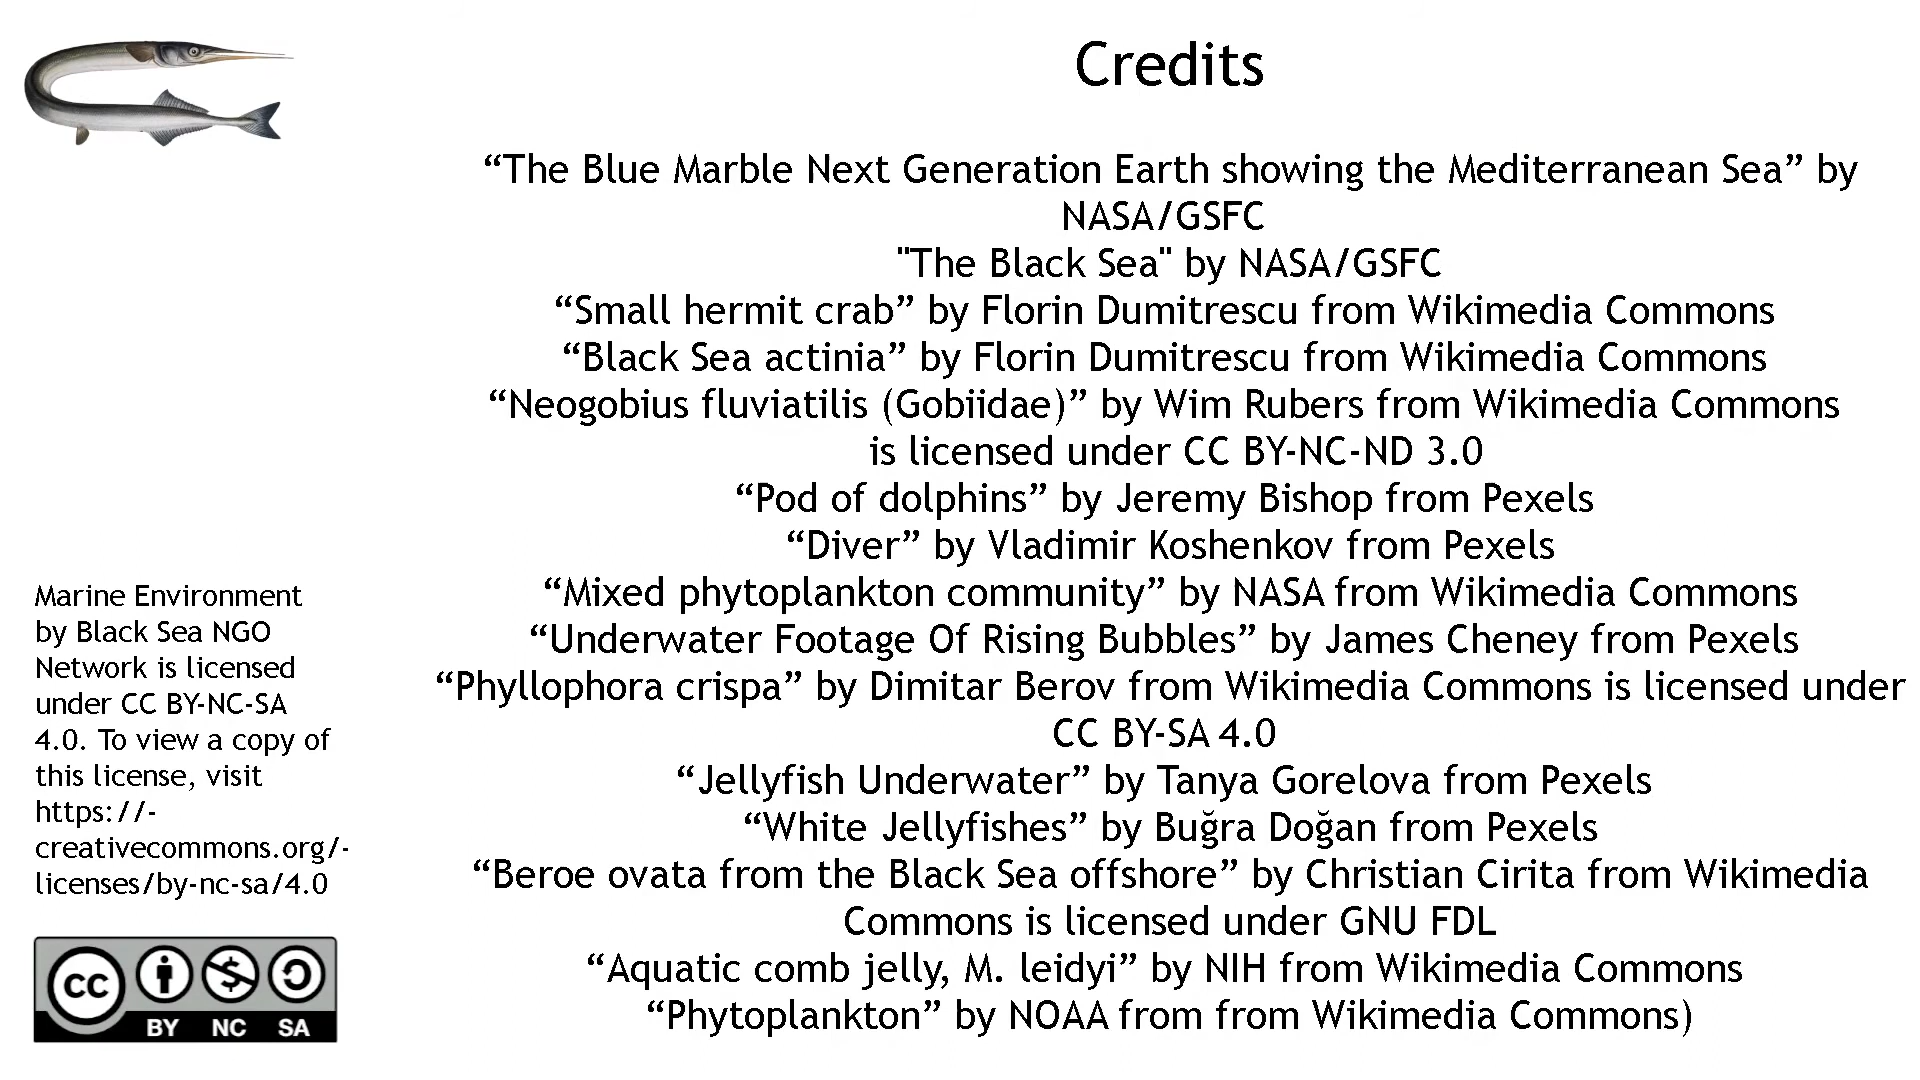 Credits
“The Blue Marble Next Generation Earth showing the Mediterranean Sea” by
NASA/GSFC
"The Black Sea" by NASA/GSFC
“Small hermit crab” by Florin Dumitrescu from Wikimedia Commons
“Black Sea actinia” by Florin Dumitrescu from Wikimedia Commons
“Neogobius fluviatilis (Gobiidae)” by Wim Rubers from Wikimedia Commons
is licensed under CC BY-NC-ND 3.0
“Pod of dolphins” by Jeremy Bishop from Pexels
“Diver” by Vladimir Koshenkov from Pexels
“Mixed phytoplankton community” by NASA from Wikimedia Commons
“Underwater Footage Of Rising Bubbles” by James Cheney from Pexels
“Phyllophora crispa” by Dimitar Berov from Wikimedia Commons is licensed under
CC BY-SA 4.0
“Jellyfish Underwater” by Tanya Gorelova from Pexels
“White Jellyfishes” by Buğra Doğan from Pexels
“Beroe ovata from the Black Sea offshore” by Christian Cirita from Wikimedia
Commons is licensed under GNU FDL
“Aquatic comb jelly, M. leidyi” by NIH from Wikimedia Commons
“Phytoplankton” by NOAA from from Wikimedia Commons)
Marine Environment
by Black Sea NGO
Network is licensed
under CC BY-NC-SA
4.0. To view a copy of
this license, visit
https://-
creativecommons.org/-
licenses/by-nc-sa/4.0
cc
BY NC SA